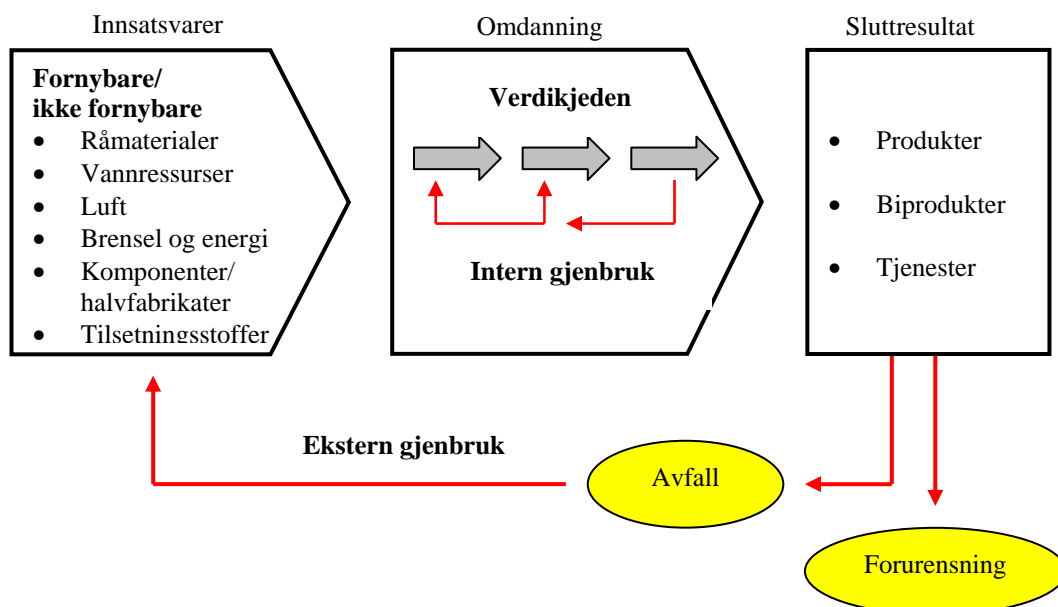 Innsatsvarer
Fornybare/
ikke fornybare
• Råmaterialer
• Vannressurser
• Luft
• Brensel og energi
• Komponenter/
halvfabrikater
• Tilsetningsstoffer
Omdanning
Verdikjeden
Intern gjenbruk
Sluttresultat
• Produkter
• Biprodukter
• Tjenester
Ekstern gjenbruk
Avfall
Forurensning